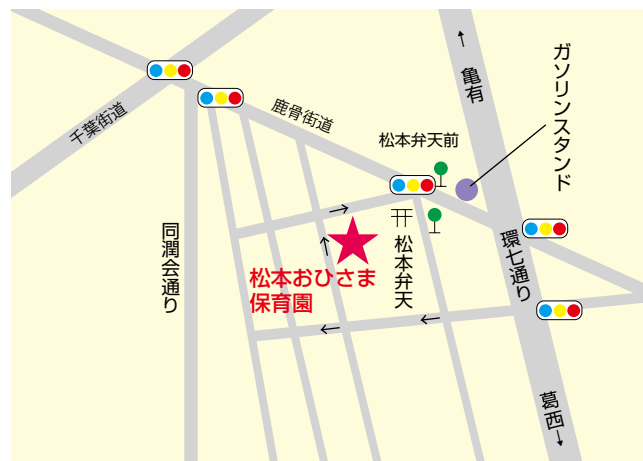 ↑
亀有
ガソリンスタンド
千葉街道
鹿骨街道
松本弁天前
同潤会通り
松本弁天
環七通り
松本おひさま
保育園
葛西
↓